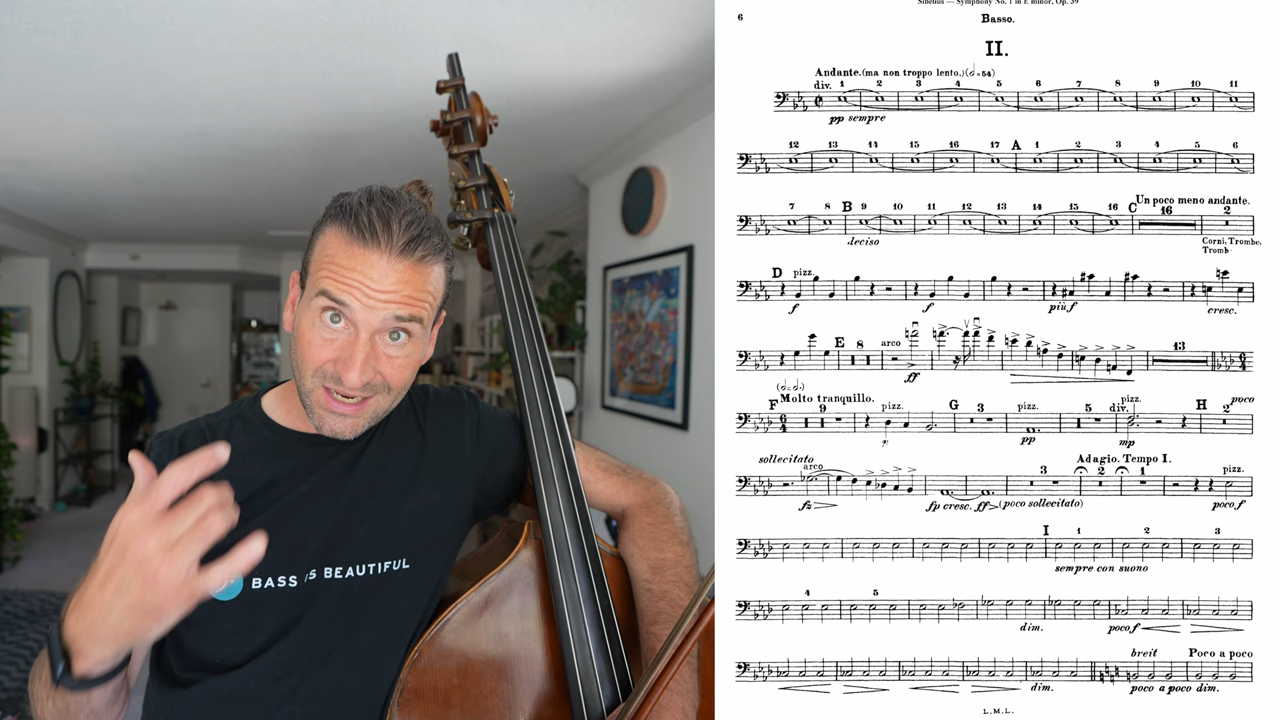 BASS IS BEAUTIFUL
Sibelius — Symphony No. 1 in E minor, Op. 39
6
Basso.
II.
Andante. (ma non troppo lento.) (𝅗𝅥=54)
div. 1 2 3 4 5 6 7 8 9 10 11
pp sempre
12 13 14 15 16 17 A 1 2 3 4 5 6
7 8 B 9 10 11 12 13 14 15 16 C Un poco meno andante.
16 2
deciso
Corni, Trombe,
Tromb
D pizz.
f f più f cresc.
E 8 arco 13
ff
(𝅗𝅥=𝅗𝅥.)
F Molto tranquillo. 9 pizz. G 3 pizz. 5 div. pizz. H 2 poco
6 4
p pp mp
sollecitato
arco 3 2 Adagio. Tempo I. 1 pizz.
fz fp cresc. ff (poco sollecitato) poco f
I 1 2 3
sempre con suono
4 5
dim. poco f
breit Poco a poco
dim. poco a poco dim.
L.M.L.